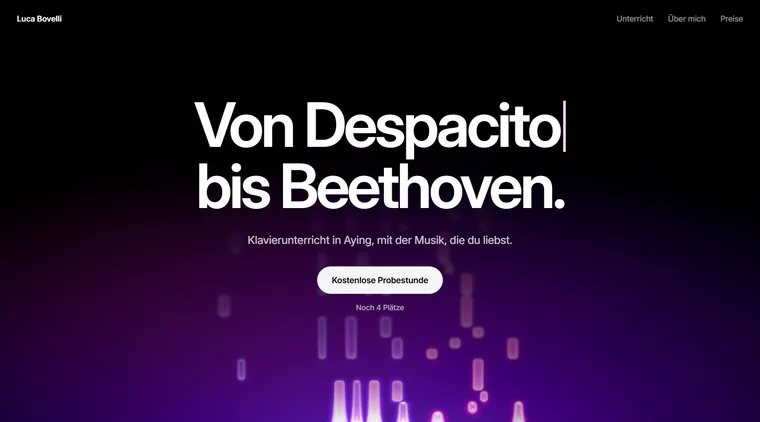 Luca Bovelli
Unterricht Über mich Preise
Von Despacito
bis Beethoven.
Klavierunterricht in Aying, mit der Musik, die du liebst.
Kostenlose Probestunde
Noch 4 Plätze